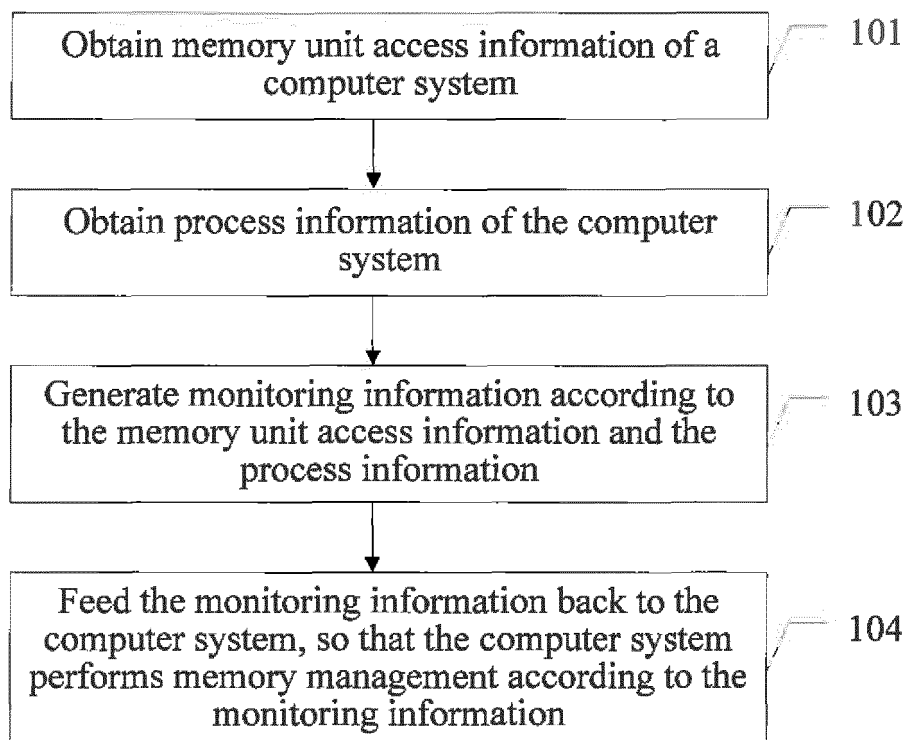 Obtain memory unit access information of a
computer system
101
Obtain process information of the computer
system
102
Generate monitoring information according to
the memory unit access information and the
process information
103
Feed the monitoring information back to the
computer system, so that the computer system
performs memory management according to the
monitoring information
104